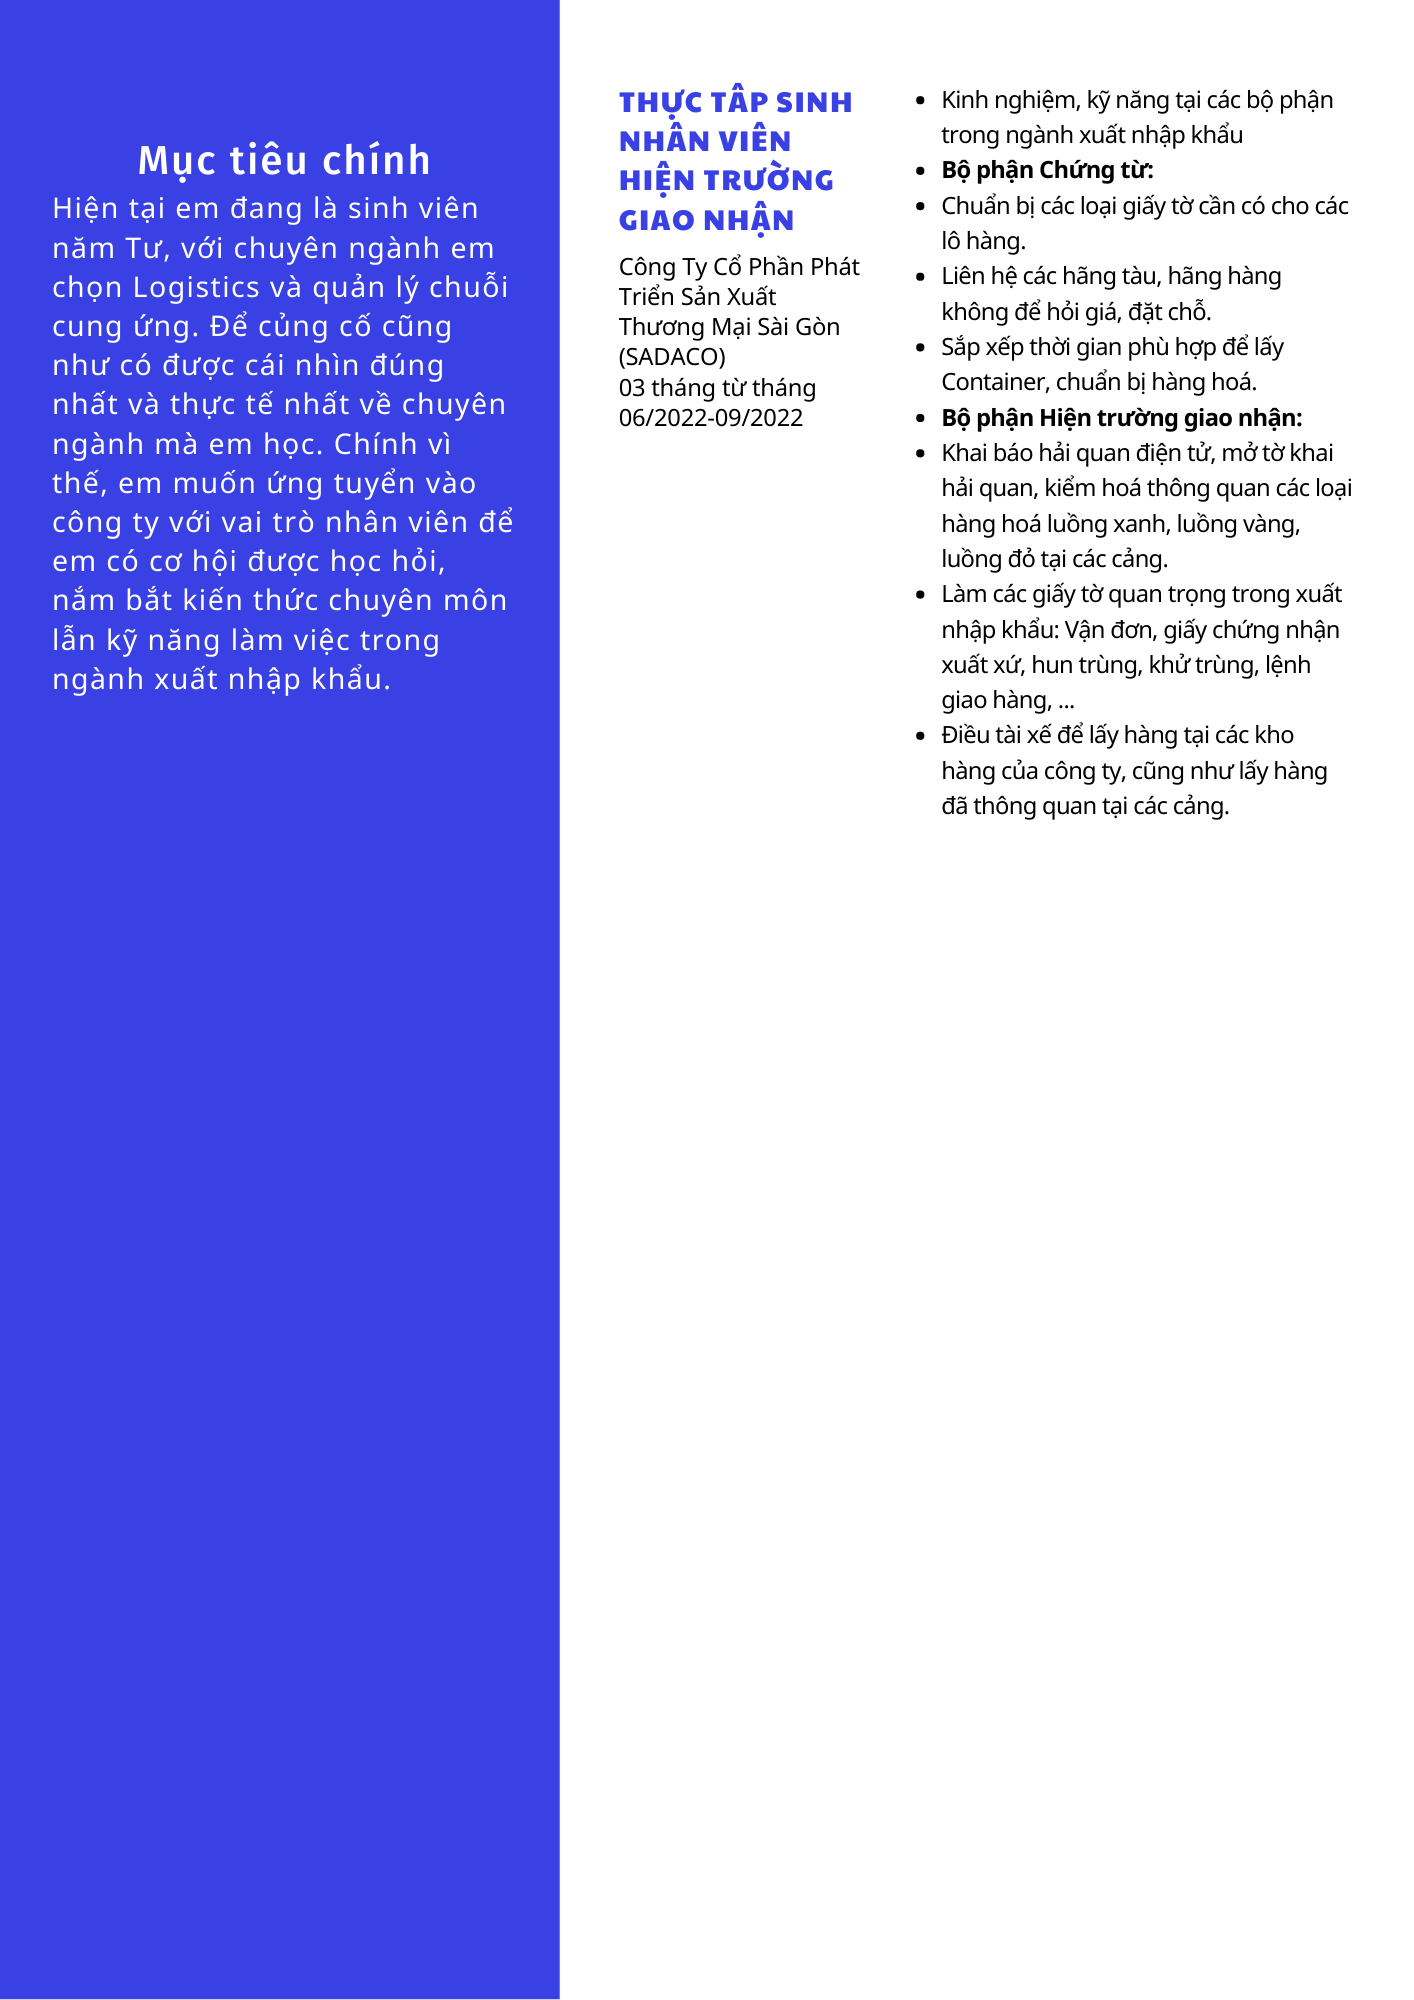 Mục tiêu chính
Hiện tại em đang là sinh viên
năm Tư, với chuyên ngành em
chọn Logistics và quản lý chuỗi
cung ứng. Để củng cố cũng
như có được cái nhìn đúng
nhất và thực tế nhất về chuyên
ngành mà em học. Chính vì
thế, em muốn ứng tuyển vào
công ty với vai trò nhân viên để
em có cơ hội được học hỏi,
nắm bắt kiến thức chuyên môn
lẫn kỹ năng làm việc trong
ngành xuất nhập khẩu.
THỰC TÂP SINH
NHÂN VIÊN
HIỆN TRƯỜNG
GIAO NHẬN
Công Ty Cổ Phần Phát
Triển Sản Xuất
Thương Mại Sài Gòn
(SADACO)
03 tháng từ tháng
06/2022-09/2022
• Kinh nghiệm, kỹ năng tại các bộ phận
trong ngành xuất nhập khẩu
• Bộ phận Chứng từ:
• Chuẩn bị các loại giấy tờ cần có cho các
lô hàng.
• Liên hệ các hãng tàu, hãng hàng
không để hỏi giá, đặt chỗ.
• Sắp xếp thời gian phù hợp để lấy
Container, chuẩn bị hàng hoá.
• Bộ phận Hiện trường giao nhận:
• Khai báo hải quan điện tử, mở tờ khai
hải quan, kiểm hoá thông quan các loại
hàng hoá luồng xanh, luồng vàng,
luồng đỏ tại các cảng.
• Làm các giấy tờ quan trọng trong xuất
nhập khẩu: Vận đơn, giấy chứng nhận
xuất xứ, hun trùng, khử trùng, lệnh
giao hàng, ...
• Điều tài xế để lấy hàng tại các kho
hàng của công ty, cũng như lấy hàng
đã thông quan tại các cảng.